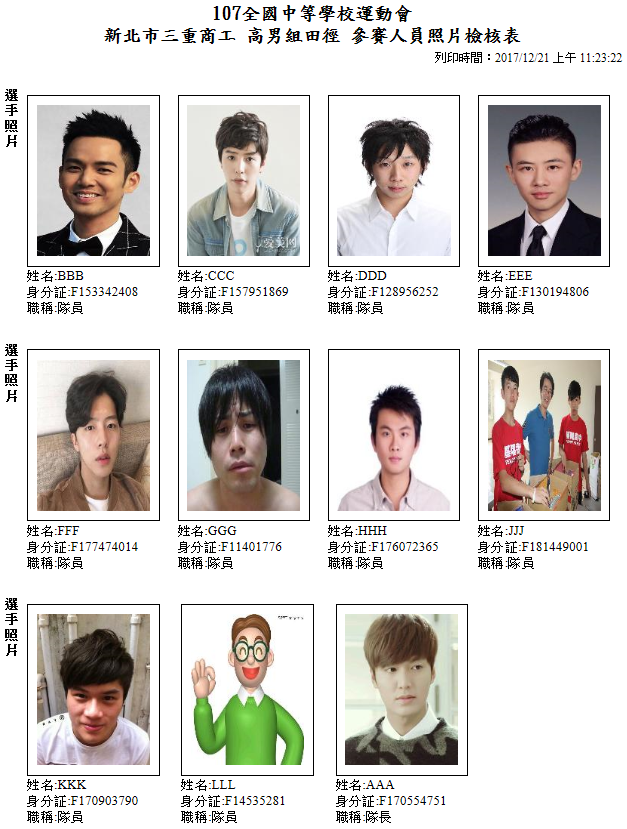 107全國中等學校運動會
新北市三重商工 高男組田徑 參賽人員照片檢核表
列印時間：2017/12/21 上午 11:23:22
選手照片
姓名:BBB
身分証:F153342408
職稱:隊員
姓名:CCC
身分証:F157951869
職稱:隊員
姓名:DDD
身分証:F128956252
職稱:隊員
姓名:EEE
身分証:F130194806
職稱:隊員
選手照片
姓名:FFF
身分証:F177474014
職稱:隊員
姓名:GGG
身分証:F11401776
職稱:隊員
姓名:HHH
身分証:F176072365
職稱:隊員
姓名:JJJ
身分証:F181449001
職稱:隊員
選手照片
姓名:KKK
身分証:F170903790
職稱:隊員
姓名:LLL
身分証:F14535281
職稱:隊員
姓名:AAA
身分証:F170554751
職稱:隊長